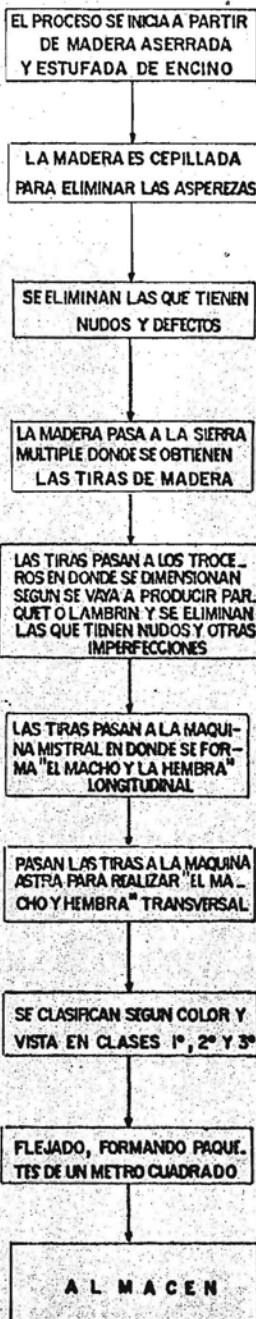 EL PROCESO SE INICIA A PARTIR
DE MADERA ASERRADA
Y ESTUFADA DE ENCINO
LA MADERA ES CEPILLADA
PARA ELIMINAR LAS ASPEREZAS
SE ELIMINAN LAS QUE TIENEN
NUDOS Y DEFECTOS
LA MADERA PASA A LA SIERRA
MULTIPLE DONDE SE OBTIENEN
LAS TIRAS DE MADERA
LAS TIRAS PASAN A LOS TROCE_
ROS EN DONDE SE DIMENSIONAN
SEGUN SE VAYA A PRODUCIR PAR_
QUET O LAMBRIN Y SE ELIMINAN
LAS QUE TIENEN NUDOS Y OTRAS
IMPERFECCIONES
LAS TIRAS PASAN A LA MAQUI-
NA MISTRAL EN DONDE SE FOR-
MA "EL MACHO Y LA HEMBRA"
LONGITUDINAL
PASAN LAS TIRAS A LA MAQUINA
ASTRA PARA REALIZAR "EL MA_
CHO Y HEMBRA" TRANSVERSAL
SE CLASIFICAN SEGUN COLOR Y
VISTA EN CLASES 1º, 2º Y 3º
FLEJADO, FORMANDO PAQUE_
TES DE UN METRO CUADRADO
ALMACEN